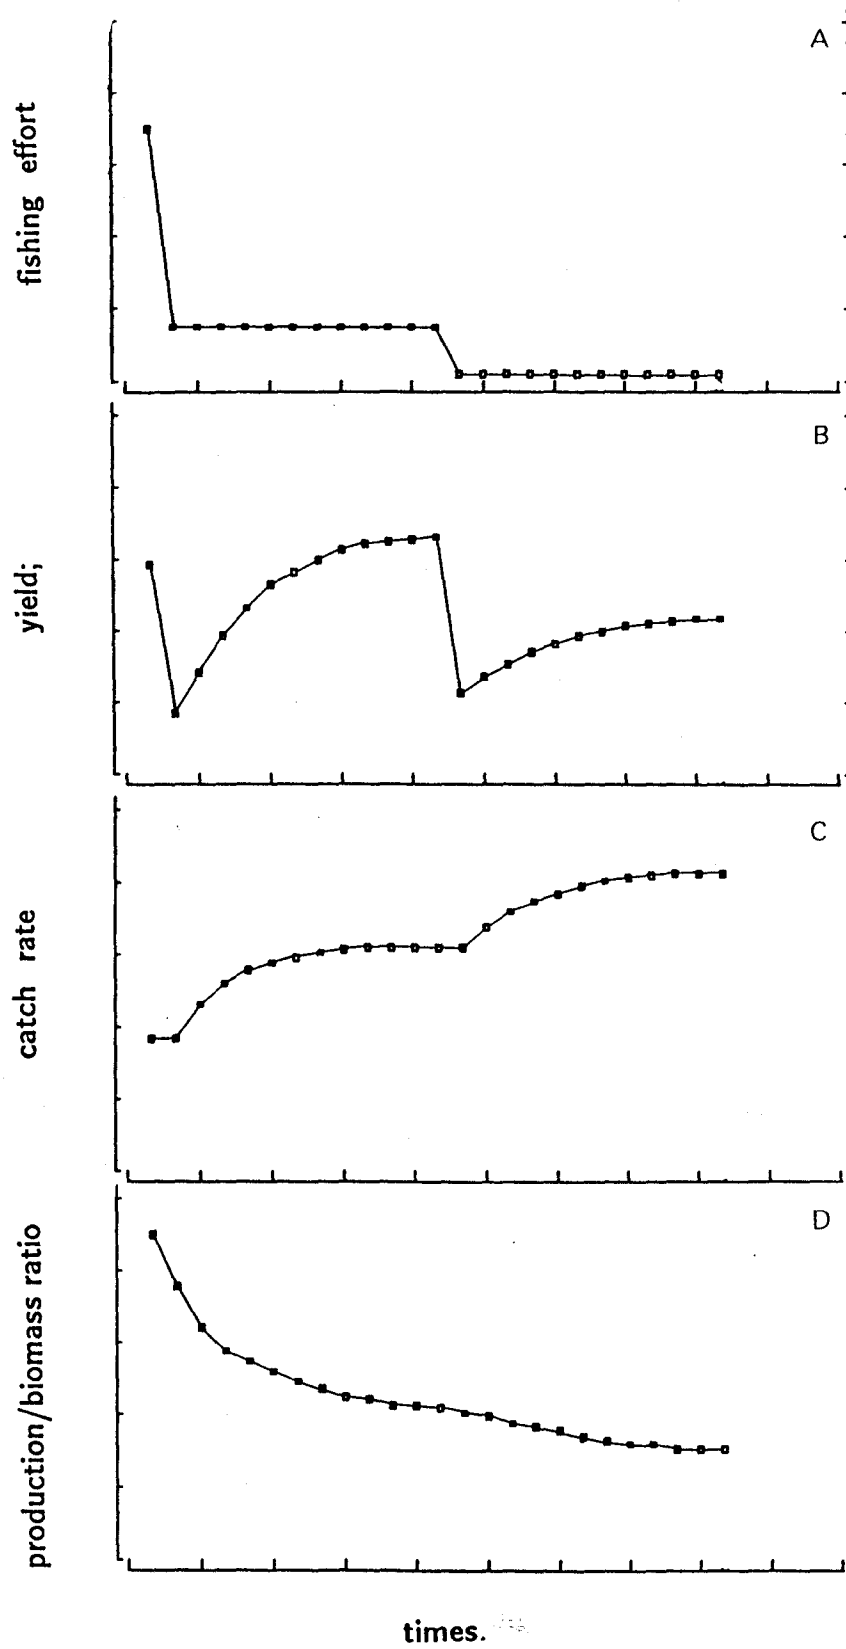 A
fishing effort
B
yield;
C
catch rate
D
production/biomass ratio
times.